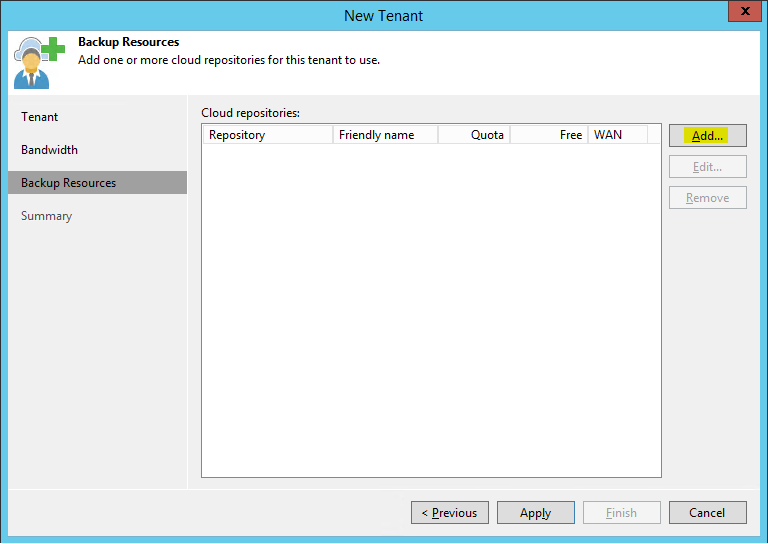 New Tenant
x
Backup Resources
Add one or more cloud repositories for this tenant to use.
Tenant
Bandwidth
Backup Resources
Summary
Cloud repositories:
Repository Friendly name Quota Free WAN
Add...
Edit...
Remove
< Previous Apply Finish Cancel